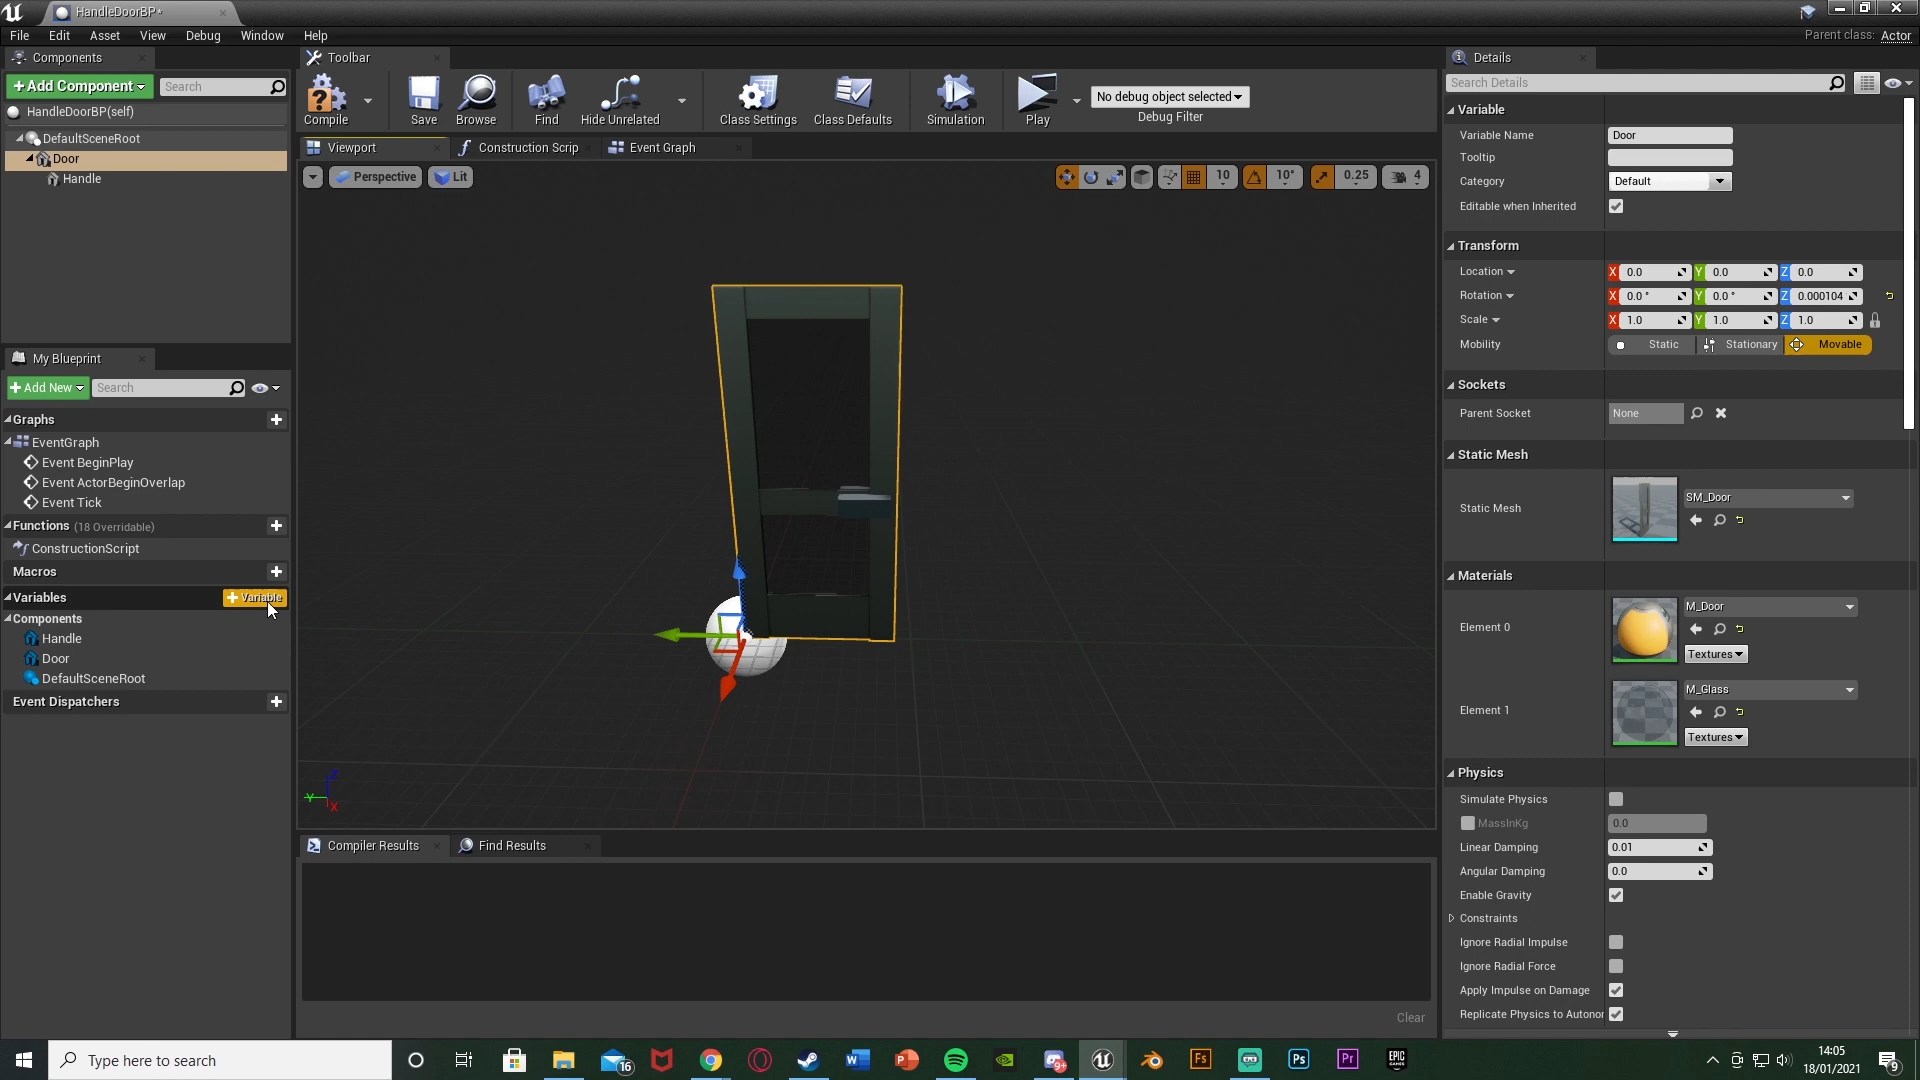 HandleDoorBP*
File Edit Asset View Debug Window Help
Parent class: Actor
Components
+ Add Component
Search
HandleDoorBP(self)
DefaultSceneRoot
Door
Handle
Toolbar
Compile
Save
Browse
Find
Hide Unrelated
Class Settings
Class Defaults
Simulation
Play
No debug object selected
Debug Filter
Viewport
Construction Scrip
Event Graph
Perspective
Lit
10
10°
0.25
4
My Blueprint
+ Add New
Search
Graphs
EventGraph
Event BeginPlay
Event ActorBeginOverlap
Event Tick
Functions (18 Overridable)
ConstructionScript
Macros
Variables
+ Variable
Components
Handle
Door
DefaultSceneRoot
Event Dispatchers
Compiler Results
Find Results
Clear
Details
Search Details
Variable
Variable Name Door
Tooltip
Category Default
Editable when Inherited
Transform
Location X 0.0 Y 0.0 Z 0.0
Rotation X 0.0 ° Y 0.0 ° Z 0.000104
Scale X 1.0 Y 1.0 Z 1.0
Mobility Static Stationary Movable
Sockets
Parent Socket None
Static Mesh
Static Mesh SM_Door
Materials
Element 0 M_Door
Textures
Element 1 M_Glass
Textures
Physics
Simulate Physics
MassInKg 0.0
Linear Damping 0.01
Angular Damping 0.0
Enable Gravity
Constraints
Ignore Radial Impulse
Ignore Radial Force
Apply Impulse on Damage
Replicate Physics to Autonor
Z
Y
X
Type here to search
16
W
P
9+
Fs
Ps
Pr
EPIC GAMES
14:05
18/01/2021
9